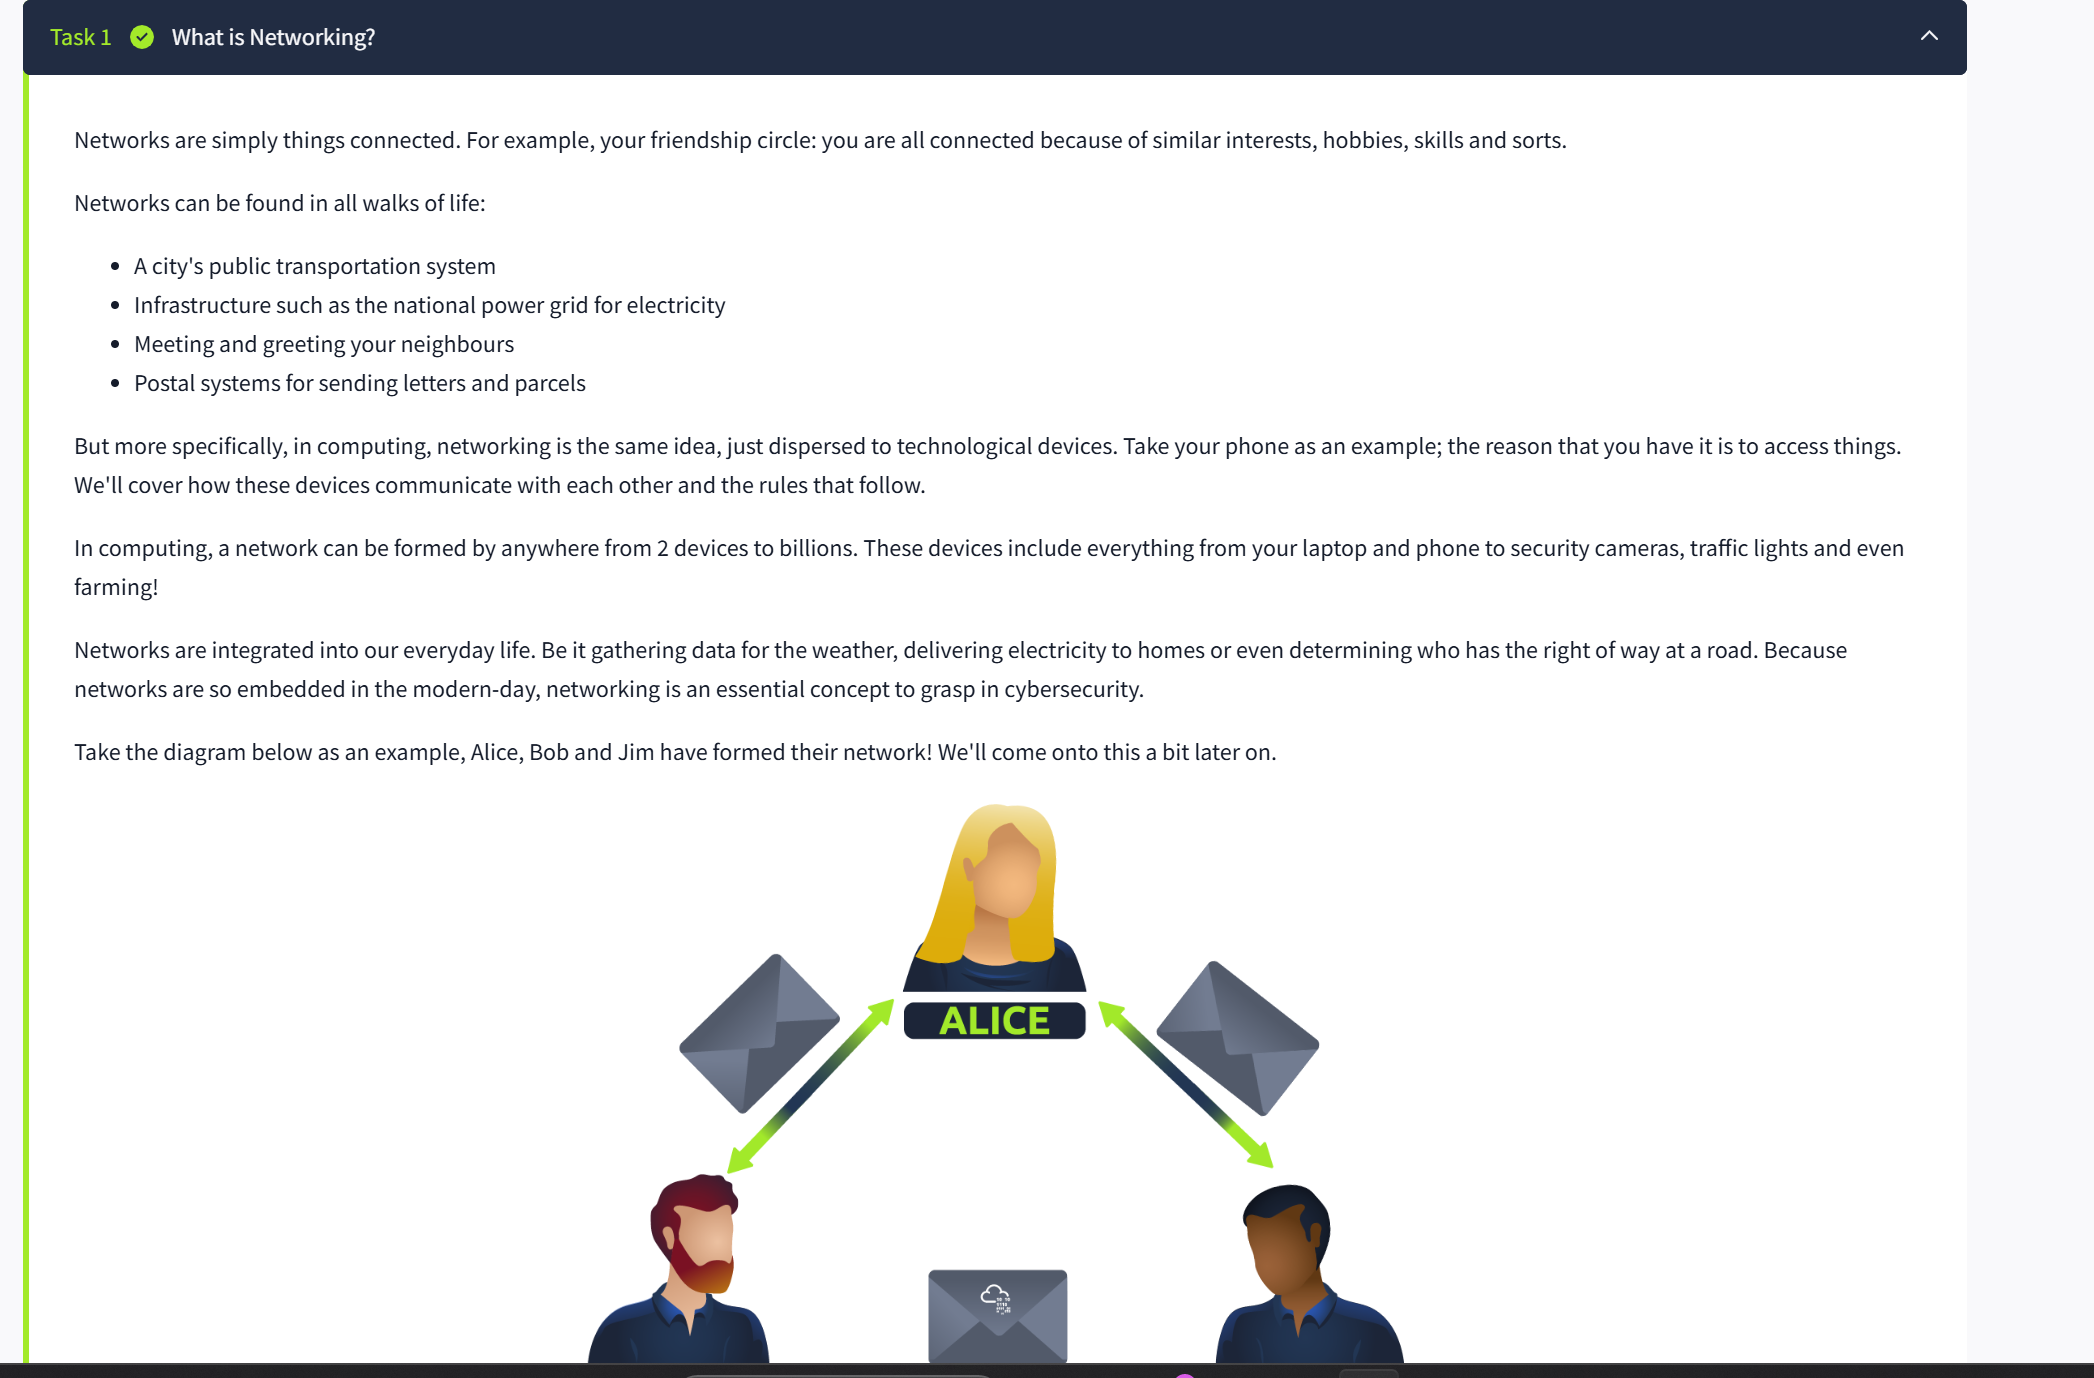 Task 1 What is Networking?
Networks are simply things connected. For example, your friendship circle: you are all connected because of similar interests, hobbies, skills and sorts.
Networks can be found in all walks of life:
• A city's public transportation system
• Infrastructure such as the national power grid for electricity
• Meeting and greeting your neighbours
• Postal systems for sending letters and parcels
But more specifically, in computing, networking is the same idea, just dispersed to technological devices. Take your phone as an example; the reason that you have it is to access things.
We'll cover how these devices communicate with each other and the rules that follow.
In computing, a network can be formed by anywhere from 2 devices to billions. These devices include everything from your laptop and phone to security cameras, traffic lights and even
farming!
Networks are integrated into our everyday life. Be it gathering data for the weather, delivering electricity to homes or even determining who has the right of way at a road. Because
networks are so embedded in the modern-day, networking is an essential concept to grasp in cybersecurity.
Take the diagram below as an example, Alice, Bob and Jim have formed their network! We'll come onto this a bit later on.
ALICE